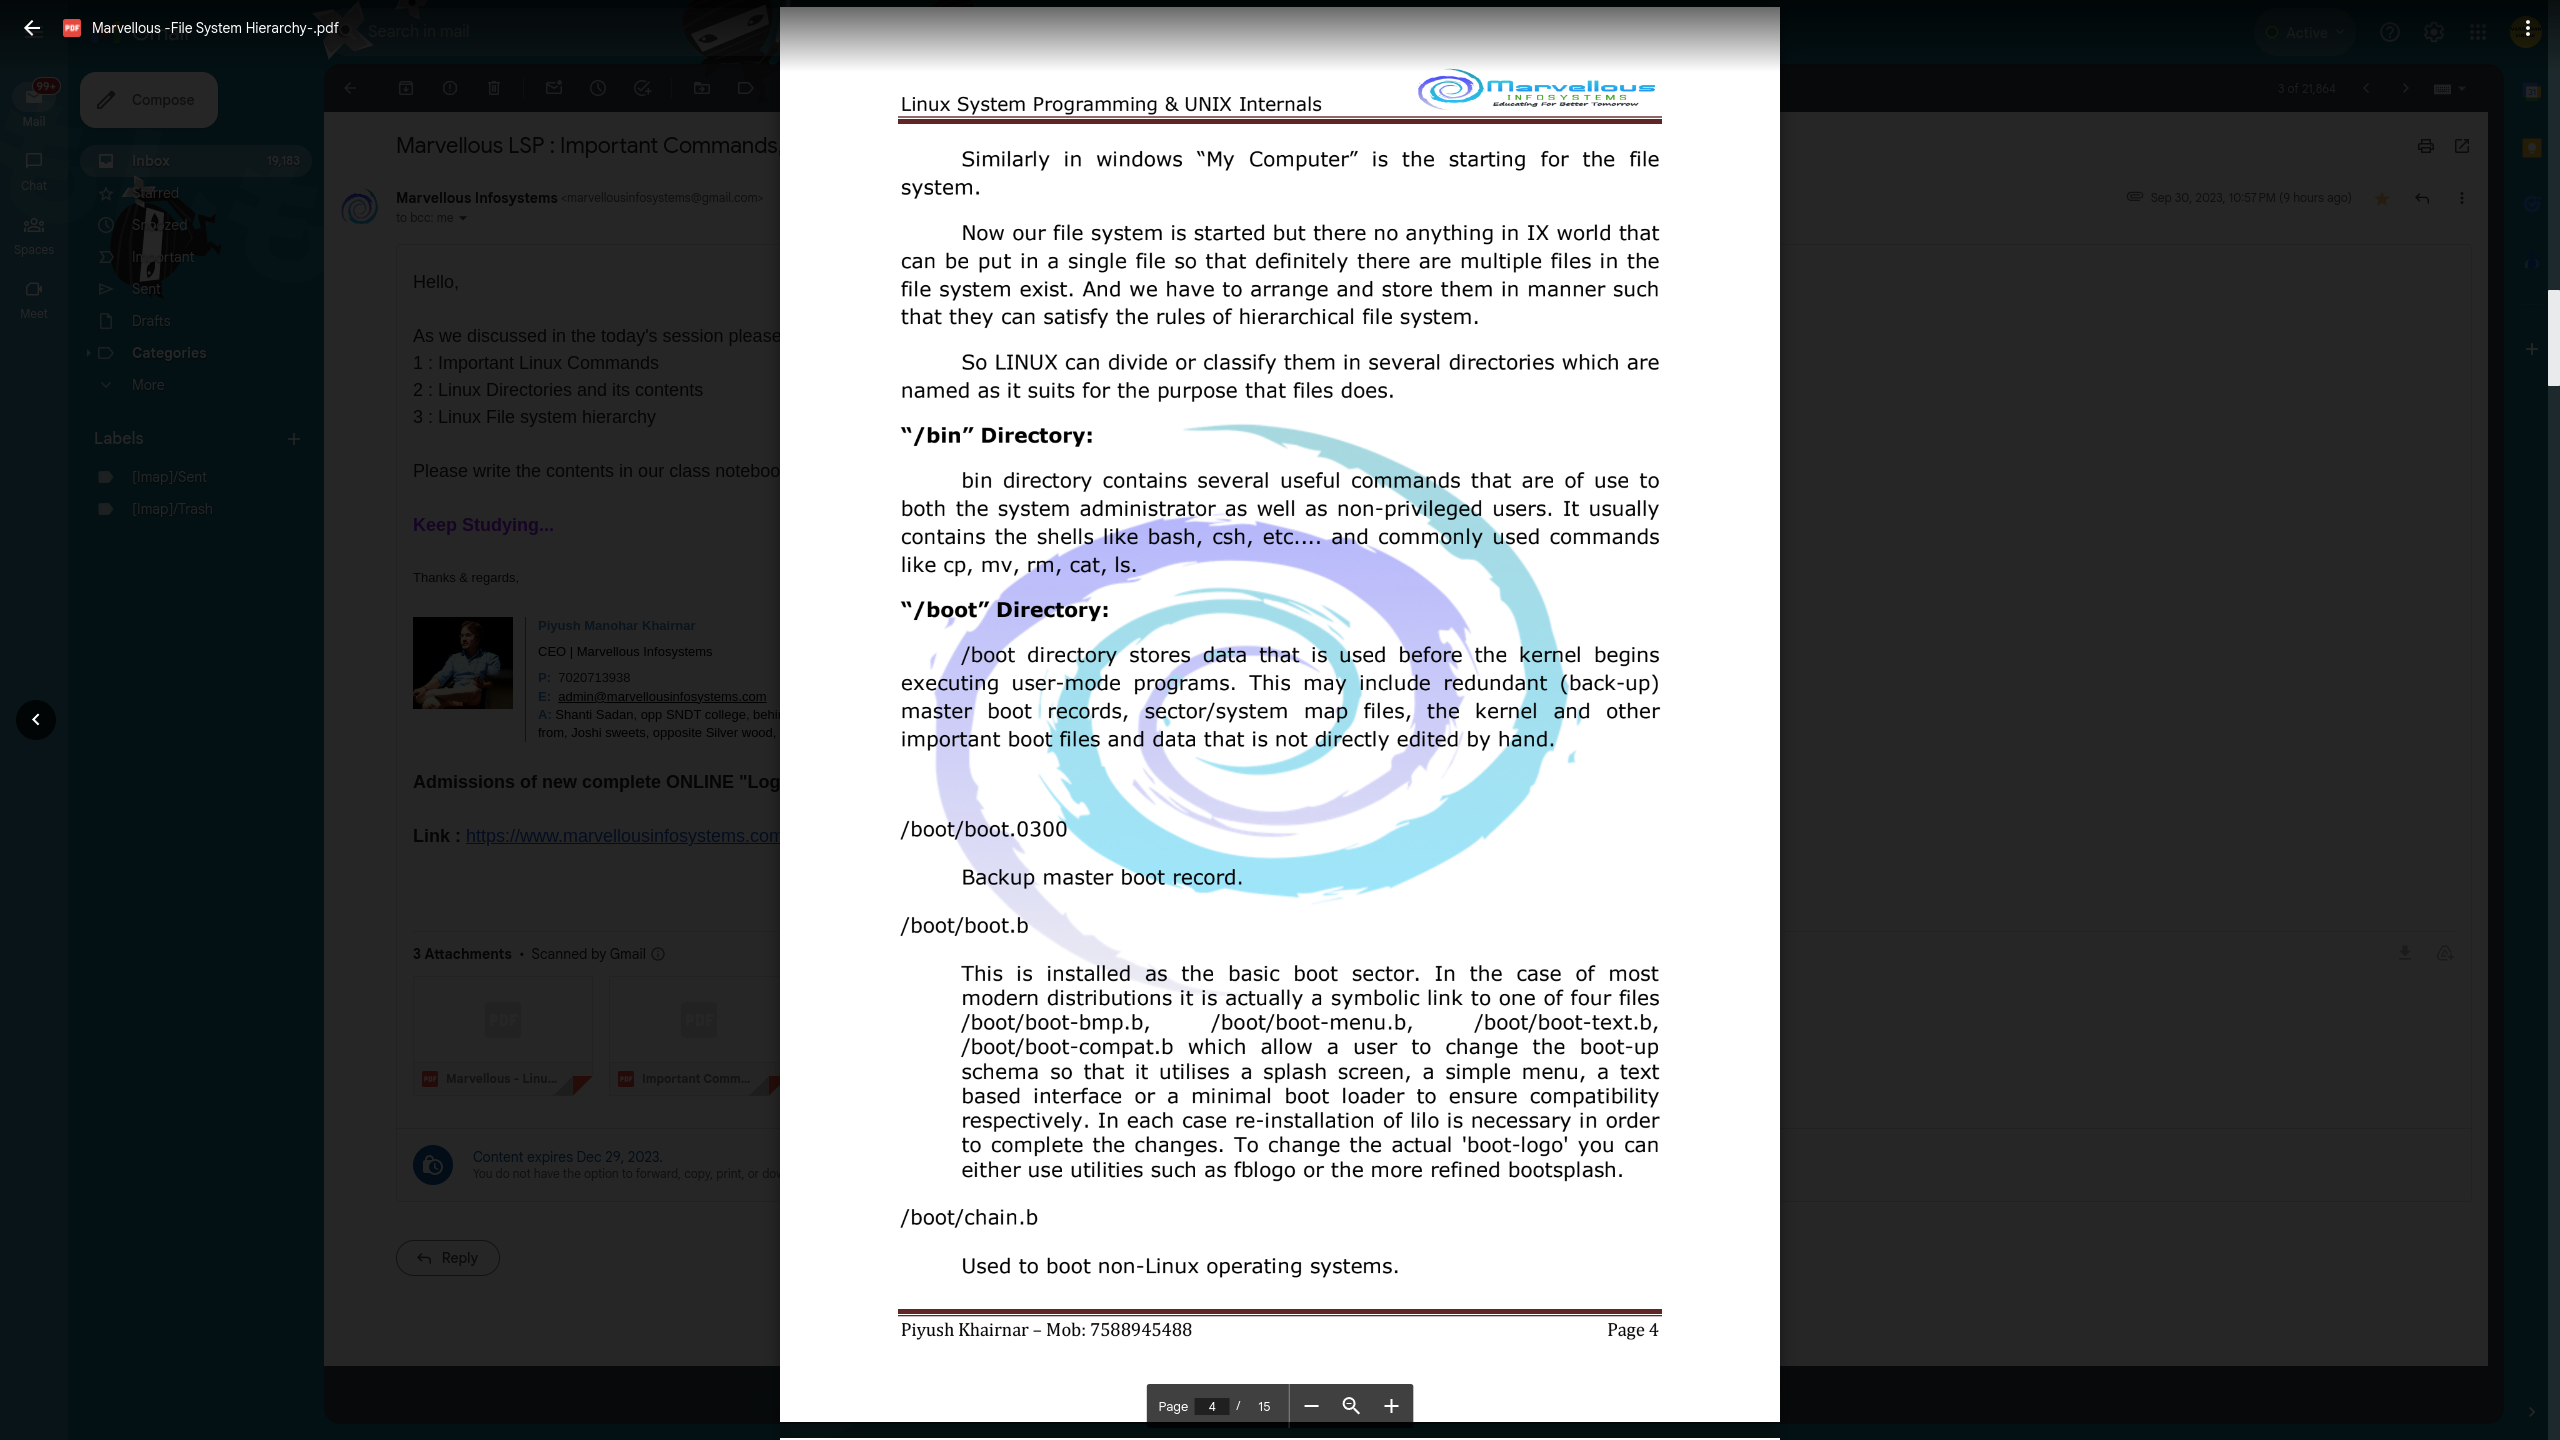 Marvellous -File System Hierarchy-.pdf
Search in mail
Active
99+
Mail
Chat
Spaces
Meet
Compose
Inbox 19,183
Starred
Snoozed
Important
Sent
Drafts
Categories
More
Labels
[Imap]/Sent
[Imap]/Trash
3 of 21,864
Marvellous LSP : Important Commands
Marvellous Infosystems <marvellousinfosystems@gmail.com>
to bcc: me
Sep 30, 2023, 10:57 PM (9 hours ago)
Hello,
As we discussed in the today's session please
1 : Important Linux Commands
2 : Linux Directories and its contents
3 : Linux File system hierarchy
Please write the contents in our class noteboo
Keep Studying...
Thanks & regards,
Piyush Manohar Khairnar
CEO | Marvellous Infosystems
P: 7020713938
E: admin@marvellousinfosystems.com
A: Shanti Sadan, opp SNDT college, behi
from, Joshi sweets, opposite Silver wood,
Admissions of new complete ONLINE "Log
Link : https://www.marvellousinfosystems.com
3 Attachments • Scanned by Gmail
PDF
PDF
PDF Marvellous - Linu...
PDF Important Comm...
Content expires Dec 29, 2023.
You do not have the option to forward, copy, print, or dow
Reply
Linux System Programming & UNIX Internals
Marvellous
INFOSYSTEMS
Educating For Better Tomorrow
Similarly in windows “My Computer” is the starting for the file
system.
Now our file system is started but there no anything in IX world that
can be put in a single file so that definitely there are multiple files in the
file system exist. And we have to arrange and store them in manner such
that they can satisfy the rules of hierarchical file system.
So LINUX can divide or classify them in several directories which are
named as it suits for the purpose that files does.
“/bin” Directory:
bin directory contains several useful commands that are of use to
both the system administrator as well as non-privileged users. It usually
contains the shells like bash, csh, etc.... and commonly used commands
like cp, mv, rm, cat, ls.
“/boot” Directory:
/boot directory stores data that is used before the kernel begins
executing user-mode programs. This may include redundant (back-up)
master boot records, sector/system map files, the kernel and other
important boot files and data that is not directly edited by hand.
/boot/boot.0300
Backup master boot record.
/boot/boot.b
This is installed as the basic boot sector. In the case of most
modern distributions it is actually a symbolic link to one of four files
/boot/boot-bmp.b, /boot/boot-menu.b, /boot/boot-text.b,
/boot/boot-compat.b which allow a user to change the boot-up
schema so that it utilises a splash screen, a simple menu, a text
based interface or a minimal boot loader to ensure compatibility
respectively. In each case re-installation of lilo is necessary in order
to complete the changes. To change the actual 'boot-logo' you can
either use utilities such as fblogo or the more refined bootsplash.
/boot/chain.b
Used to boot non-Linux operating systems.
Piyush Khairnar – Mob: 7588945488 Page 4
Page 4 / 15